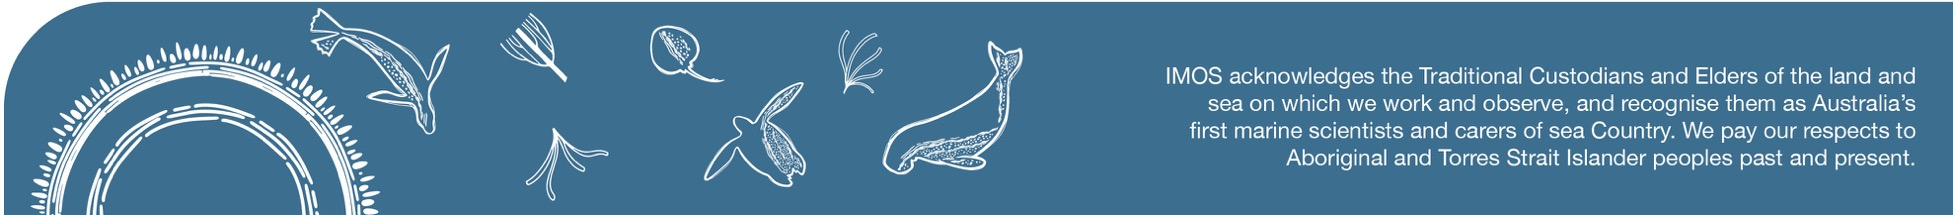 IMOS acknowledges the Traditional Custodians and Elders of the land and
sea on which we work and observe, and recognise them as Australia's
first marine scientists and carers of sea Country. We pay our respects to
Aboriginal and Torres Strait Islander peoples past and present.